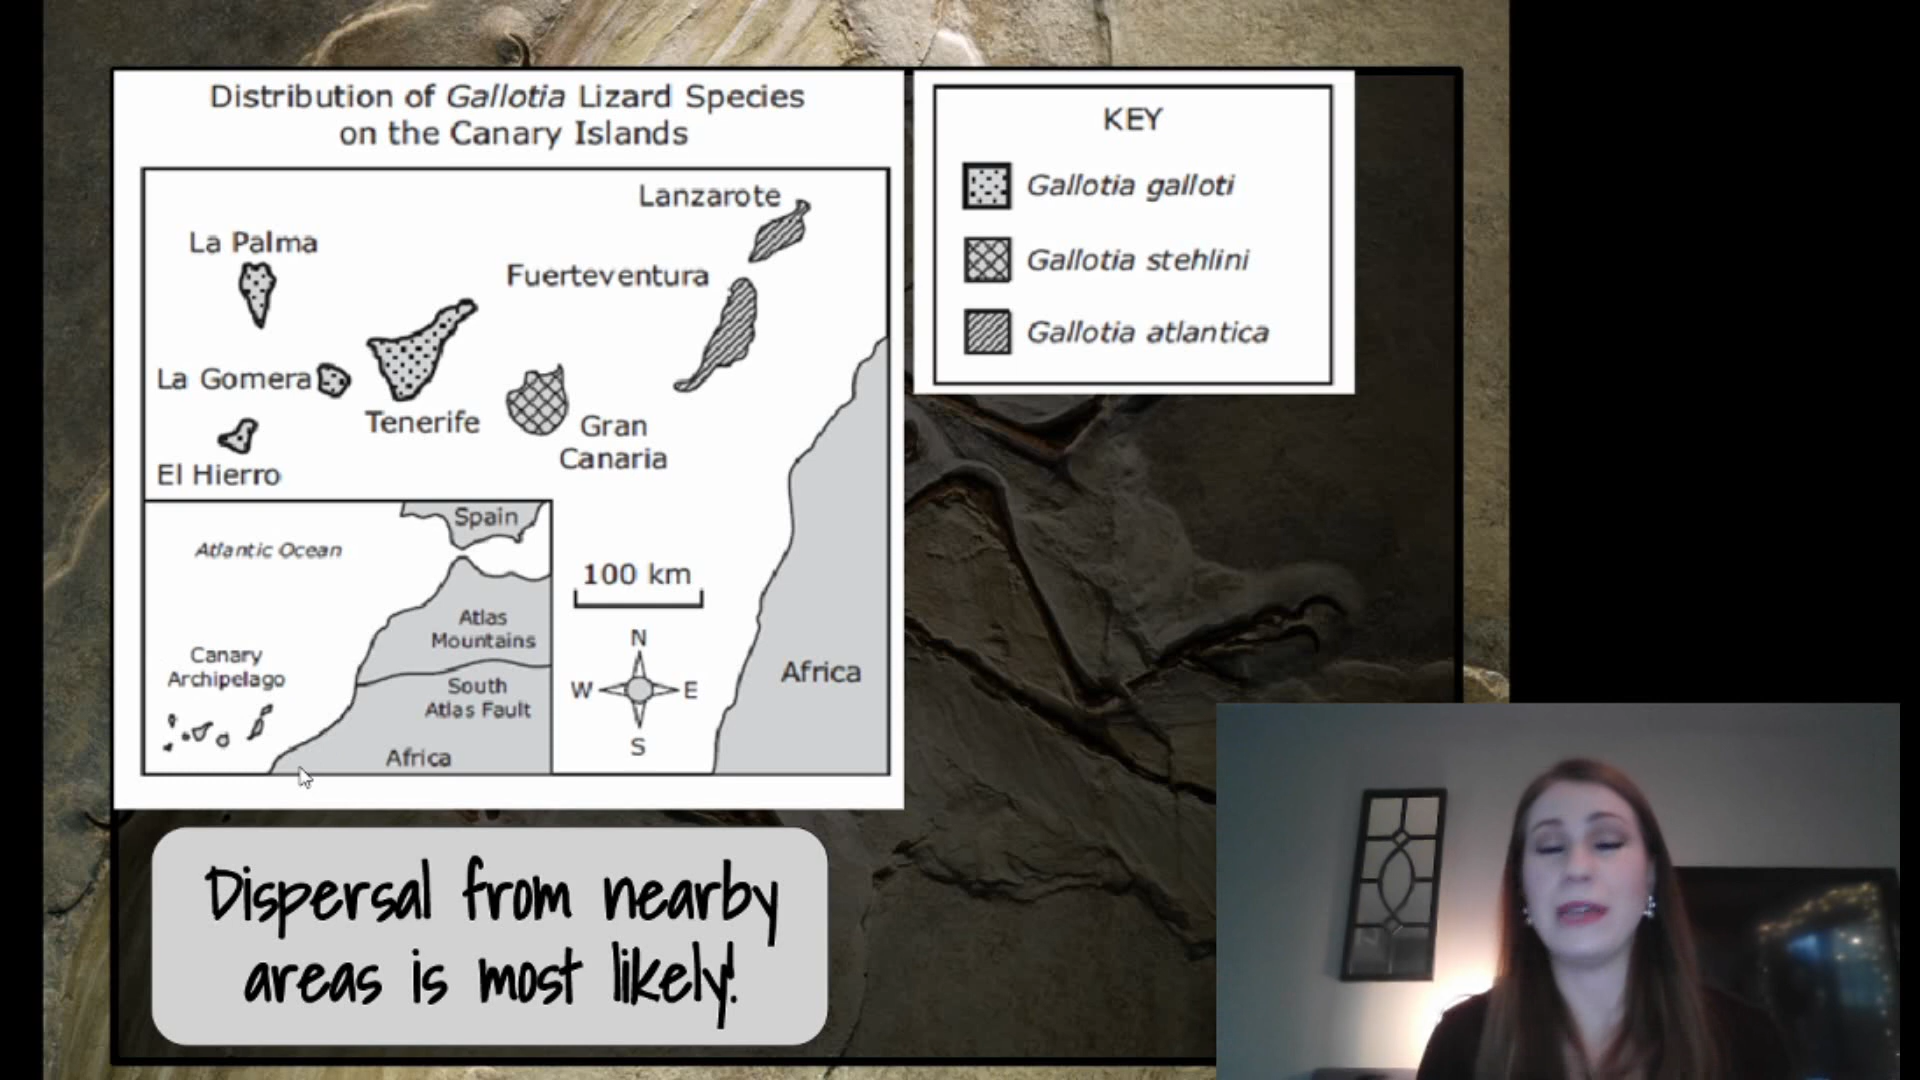 Distribution of Gallotia Lizard Species
on the Canary Islands
Lanzarote
La Palma
Fuerteventura
La Gomera
Tenerife
Gran
Canaria
El Hierro
Spain
Atlantic Ocean
100 km
Atlas
Mountains
N
Canary
Archipelago
South
Atlas Fault
W
E
Africa
S
Africa
KEY
Gallotia galloti
Gallotia stehlini
Gallotia atlantica
Dispersal from nearby
areas is most likely!